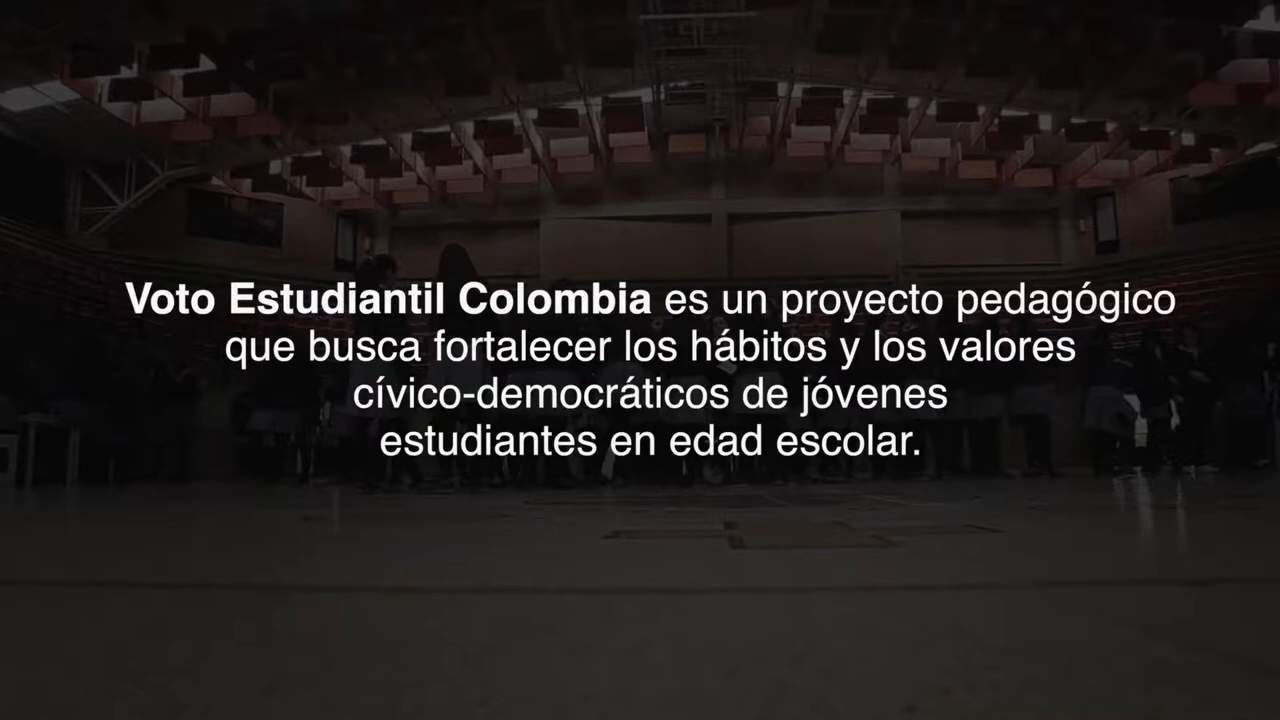 Voto Estudiantil Colombia es un proyecto pedagógico
que busca fortalecer los hábitos y los valores
cívico-democráticos de jóvenes
estudiantes en edad escolar.